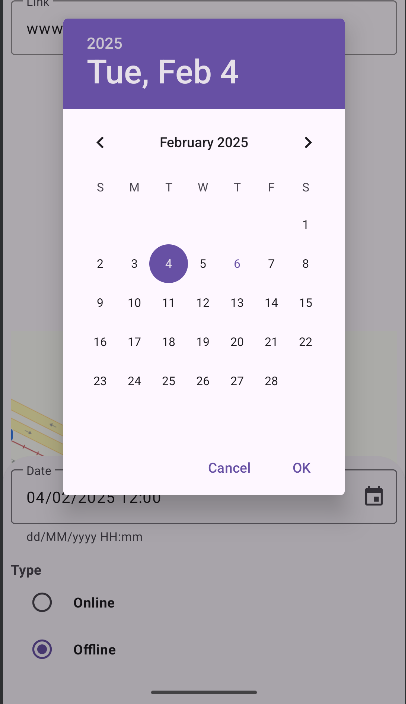 Link
www
2025
Tue, Feb 4
February 2025
S M T W T F S
1
2 3 4 5 6 7 8
9 10 11 12 13 14 15
16 17 18 19 20 21 22
23 24 25 26 27 28
Cancel OK
Date
04/02/2025 12:00
dd/MM/yyyy HH:mm
Type
Online
Offline